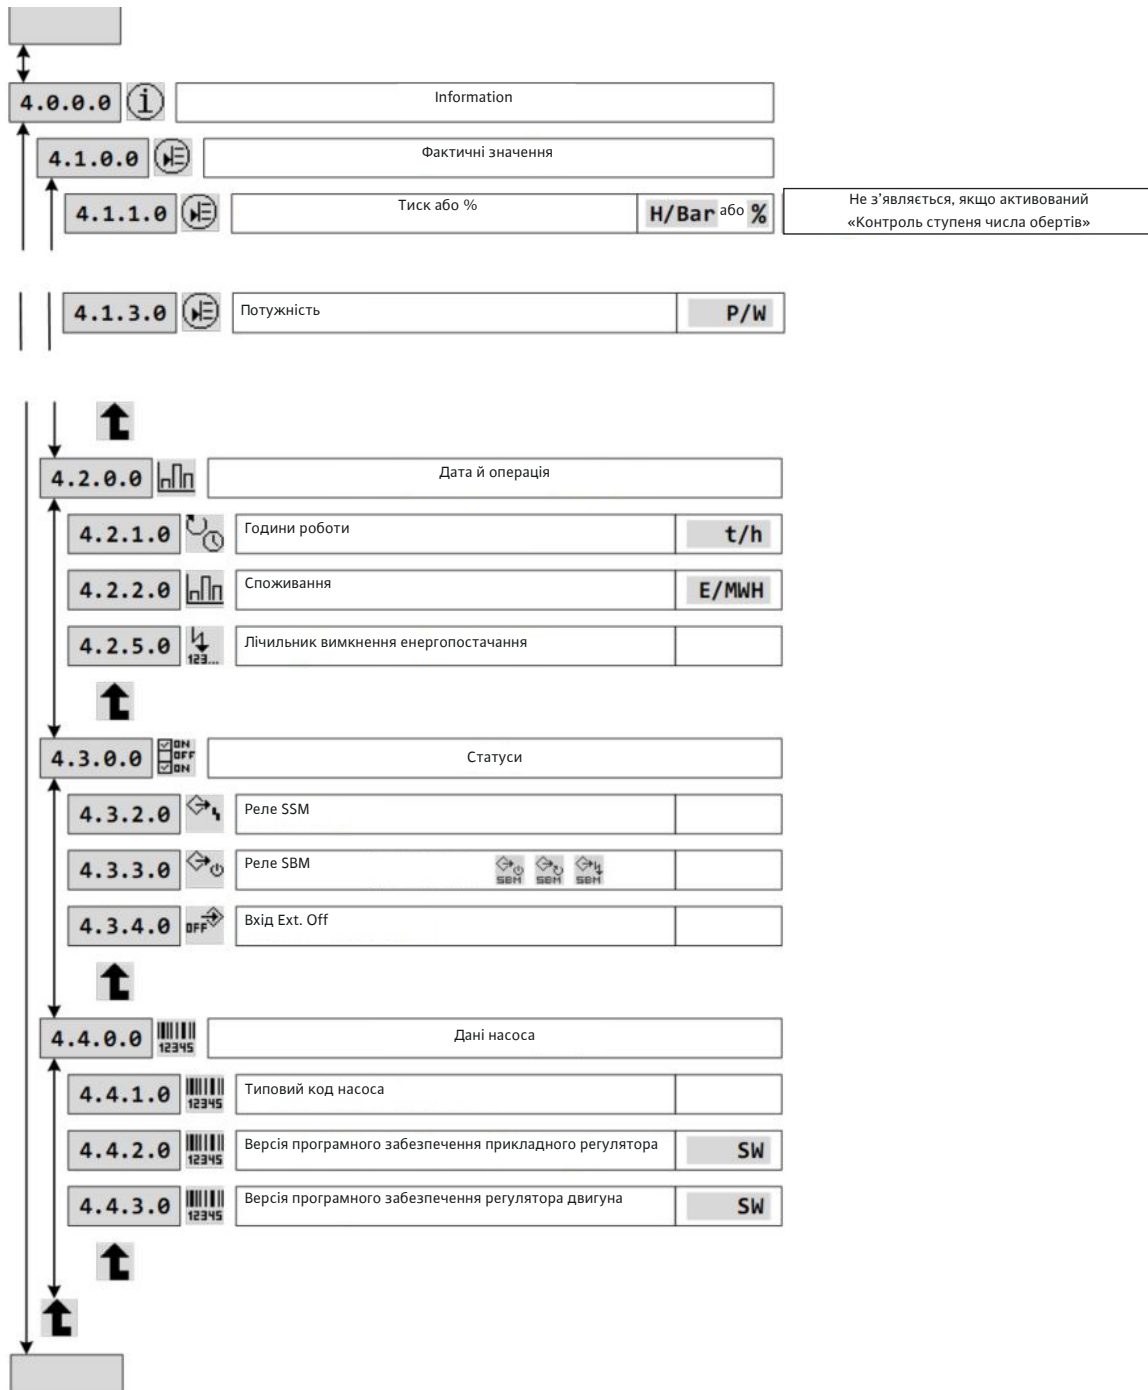 4.0.0.0 i Information
4.1.0.0 Фактичні значення
4.1.1.0 Тиск або % H/Bar або % Не з’являється, якщо активований
«Контроль ступеня числа обертів»
4.1.3.0 Потужність P/W
4.2.0.0 Дата й операція
4.2.1.0 Години роботи t/h
4.2.2.0 Споживання E/MWH
4.2.5.0 123... Лічильник вимкнення енергопостачання
4.3.0.0 ON OFF ON Статуси
4.3.2.0 Реле SSM
4.3.3.0 Реле SBM SBM SBM SBM
4.3.4.0 OFF Вхід Ext. Off
4.4.0.0 12345 Дані насоса
4.4.1.0 12345 Типовий код насоса
4.4.2.0 12345 Версія програмного забезпечення прикладного регулятора SW
4.4.3.0 12345 Версія програмного забезпечення регулятора двигуна SW